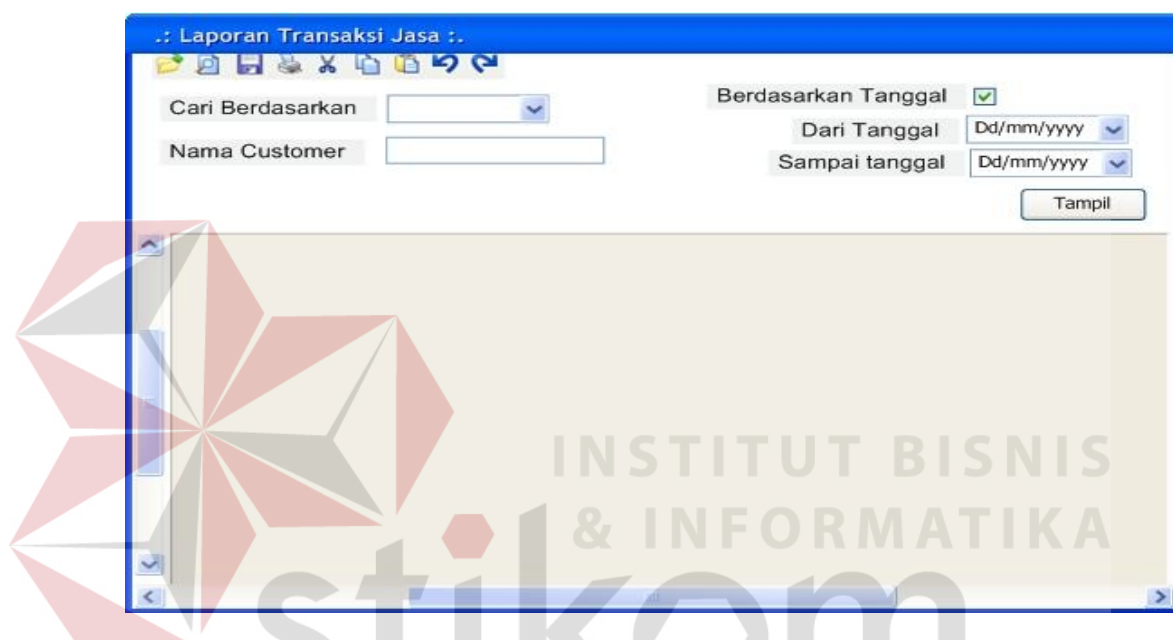 .: Laporan Transaksi Jasa :.
Cari Berdasarkan
Nama Customer
Berdasarkan Tanggal
Dari Tanggal Dd/mm/yyyy
Sampai tanggal Dd/mm/yyyy
Tampil
INSTITUT BISNIS
& INFORMATIKA
stikom